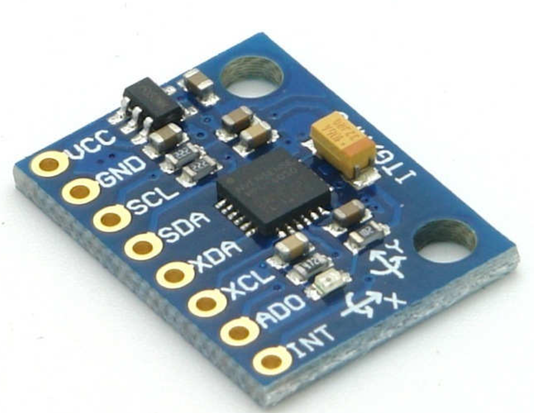 VCC
GND
SCL
SDA
XDA
XCL
ADO
INT
ITG
Y
X